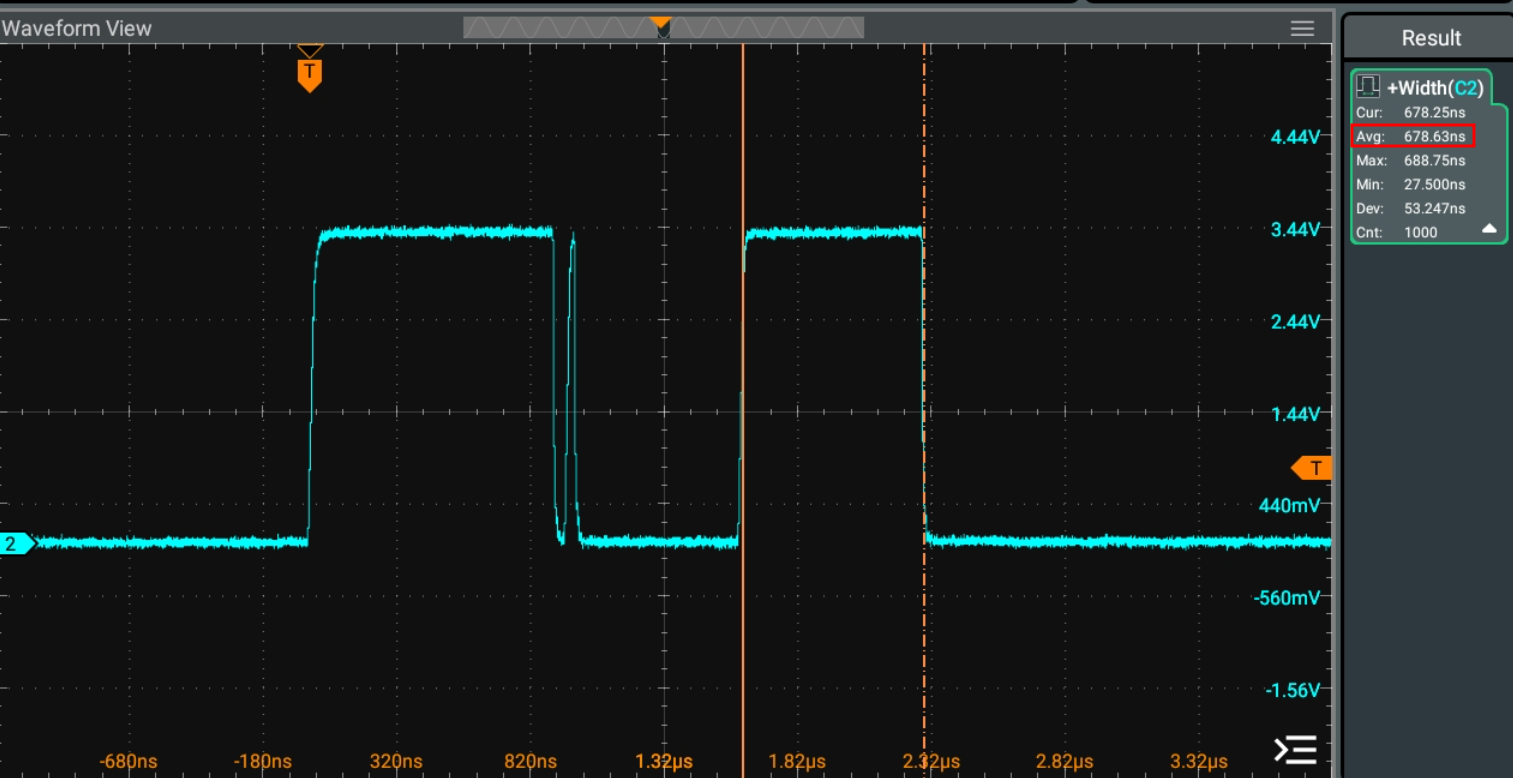 Waveform View
Result
T
+Width(C2)
Cur: 678.25ns
Avg: 678.63ns
Max: 688.75ns
Min: 27.500ns
Dev: 53.247ns
Cnt: 1000
4.44V
3.44V
2.44V
1.44V
T
440mV
2
-560mV
-1.56V
-680ns -180ns 320ns 820ns 1.32µs 1.82µs 2.32µs 2.82µs 3.32µs